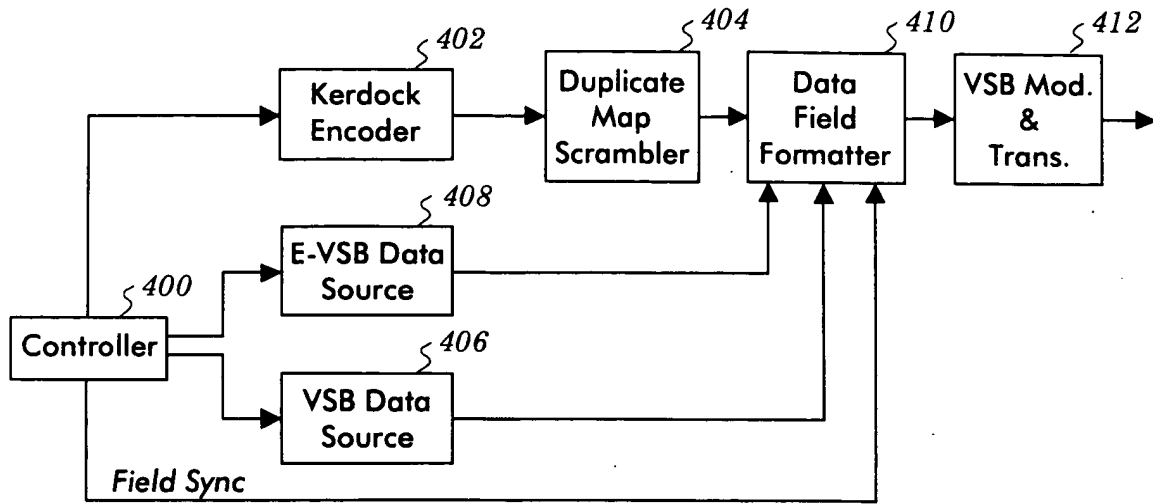 402
Kerdock
Encoder
404
Duplicate
Map
Scrambler
410
Data
Field
Formatter
412
VSB Mod.
&
Trans.
408
E-VSB Data
Source
400
Controller
406
VSB Data
Source
Field Sync